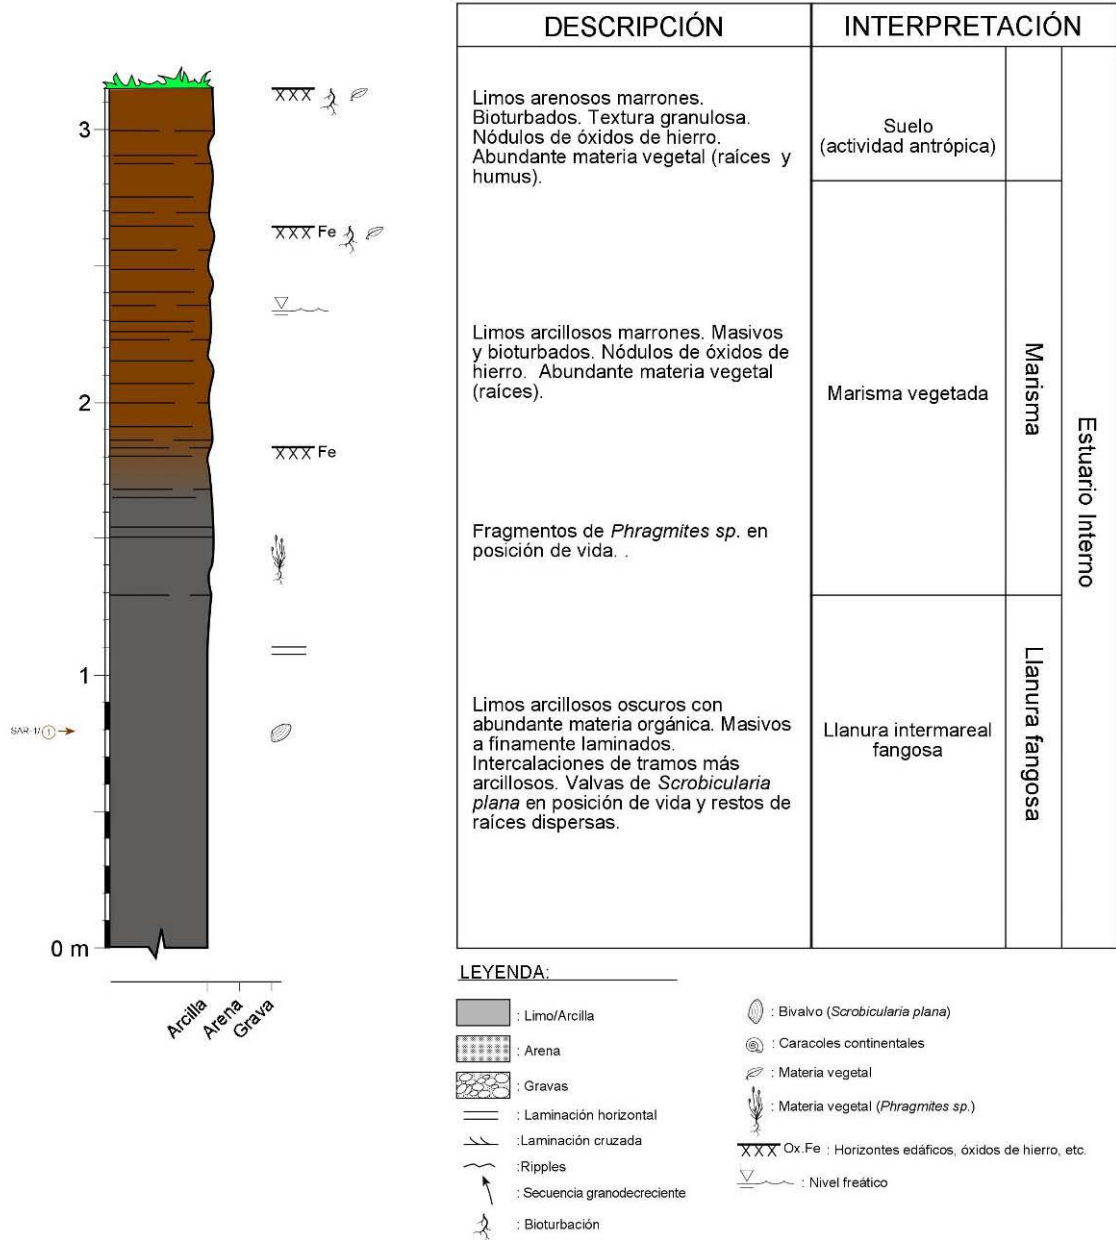 DESCRIPCIÓN
INTERPRETACIÓN
3
2
1
0 m
SAR-1/ 1
Fe
Fe
Arcilla
Arena
Grava
Limos arenosos marrones.
Bioturbados. Textura granulosa.
Nódulos de óxidos de hierro.
Abundante materia vegetal (raíces y
humus).
Limos arcillosos marrones. Masivos
y bioturbados. Nódulos de óxidos de
hierro. Abundante materia vegetal
(raíces).
Fragmentos de Phragmites sp. en
posición de vida. .
Limos arcillosos oscuros con
abundante materia orgánica. Masivos
a finamente laminados.
Intercalaciones de tramos más
arcillosos. Valvas de Scrobicularia
plana en posición de vida y restos de
raíces dispersas.
Suelo
(actividad antrópica)
Marisma vegetada
Llanura intermareal
fangosa
Marisma
Llanura fangosa
Estuario Interno
LEYENDA:
: Limo/Arcilla
: Arena
: Gravas
: Laminación horizontal
:Laminación cruzada
:Ripples
: Secuencia granodecreciente
: Bioturbación
: Bivalvo (Scrobicularia plana)
: Caracoles continentales
: Materia vegetal
: Materia vegetal (Phragmites sp.)
Ox.Fe : Horizontes edáficos, óxidos de hierro, etc.
: Nivel freático